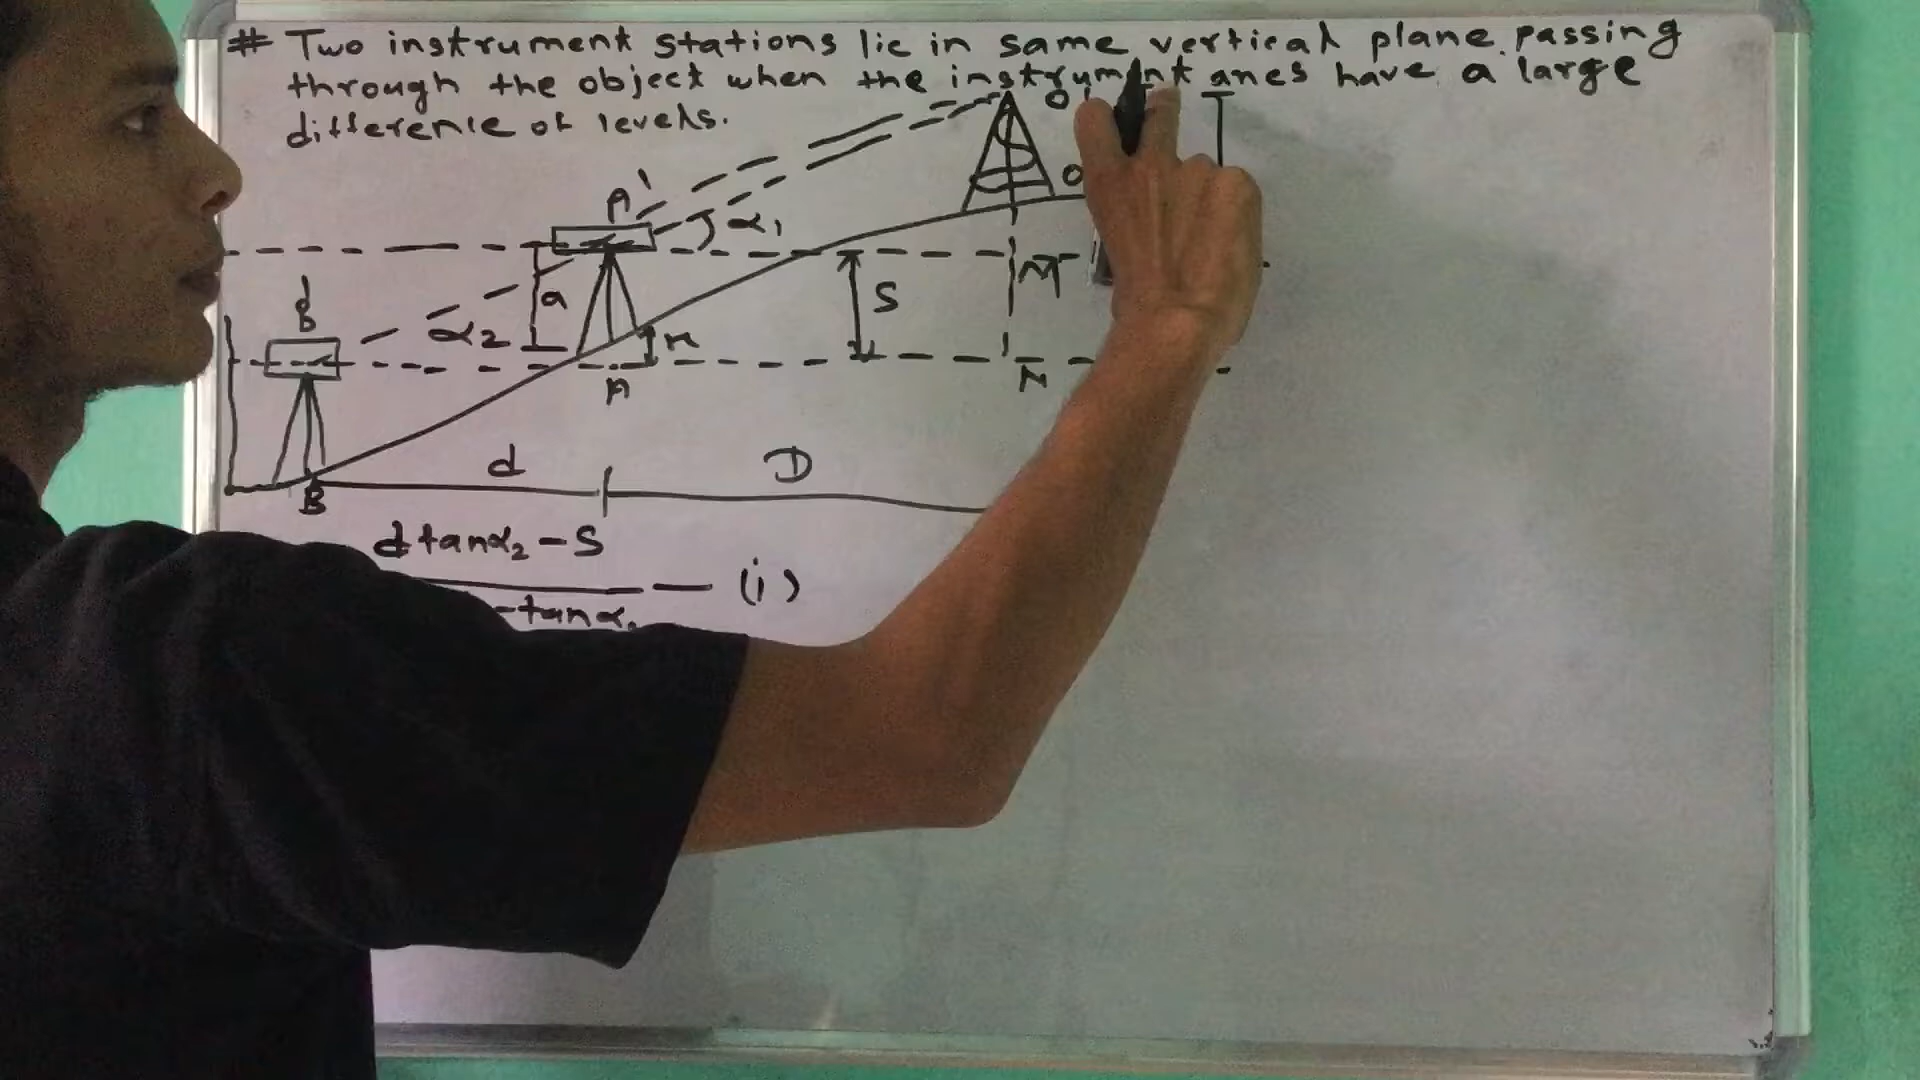 # Two instrument stations lie in same vertical plane passing
through the object when the instrument axes have a large
difference of levels.
O'
A'
α₁
O
B'
α₂
a
S
M
r
A
N
d
D
B
d tanα₂ - S
— (i)
- tanα₁